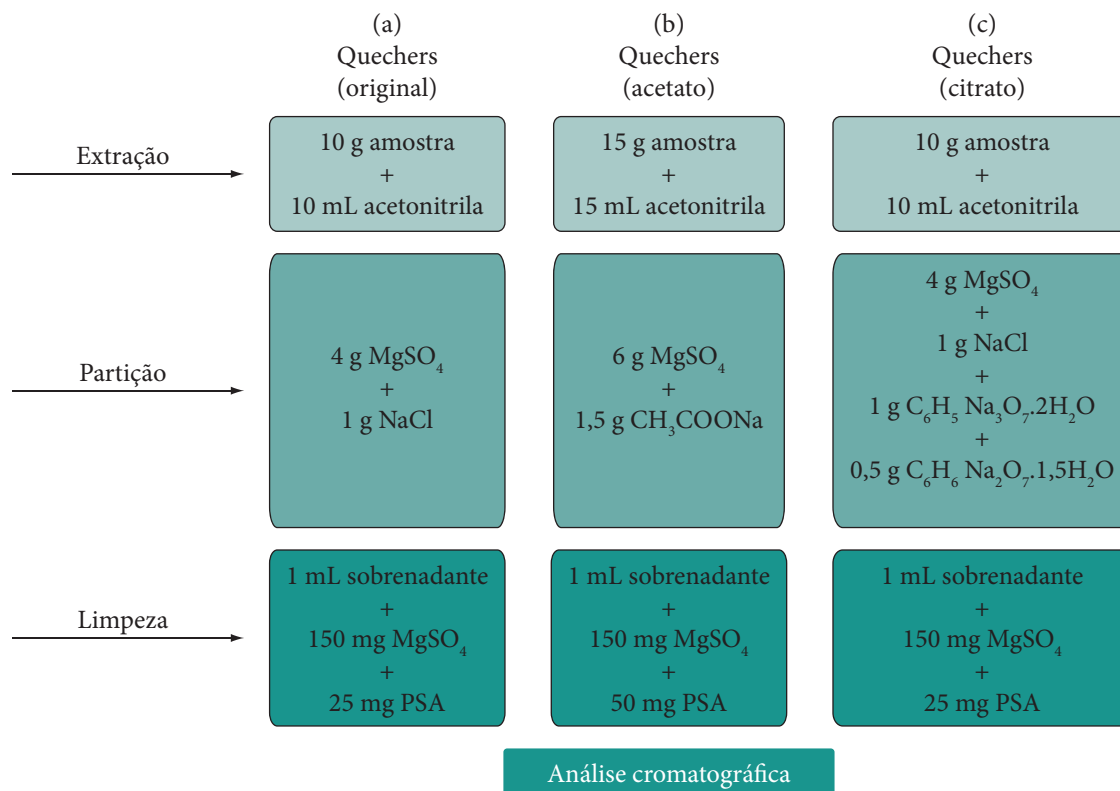 (a)
Quechers
(original)
(b)
Quechers
(acetato)
(c)
Quechers
(citrato)
Extração
10 g amostra
+
10 mL acetonitrila
15 g amostra
+
15 mL acetonitrila
10 g amostra
+
10 mL acetonitrila
Partição
4 g MgSO₄
+
1 g NaCl
6 g MgSO₄
+
1,5 g CH₃COONa
4 g MgSO₄
+
1 g NaCl
+
1 g C₆H₅ Na₃O₇.2H₂O
+
0,5 g C₆H₆ Na₂O₇.1,5H₂O
Limpeza
1 mL sobrenadante
+
150 mg MgSO₄
+
25 mg PSA
1 mL sobrenadante
+
150 mg MgSO₄
+
50 mg PSA
1 mL sobrenadante
+
150 mg MgSO₄
+
25 mg PSA
Análise cromatográfica